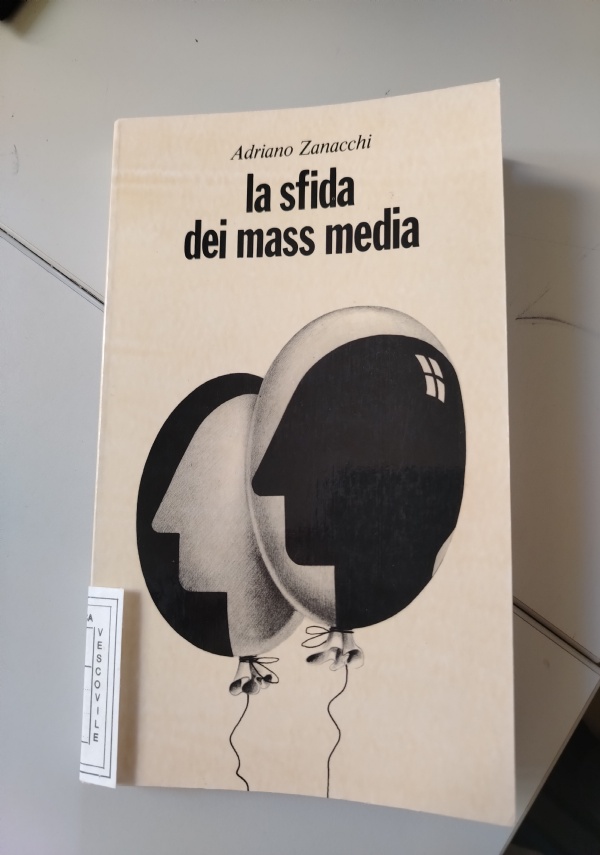 Adriano Zanacchi
la sfida
dei mass media
A
VESCOVILE